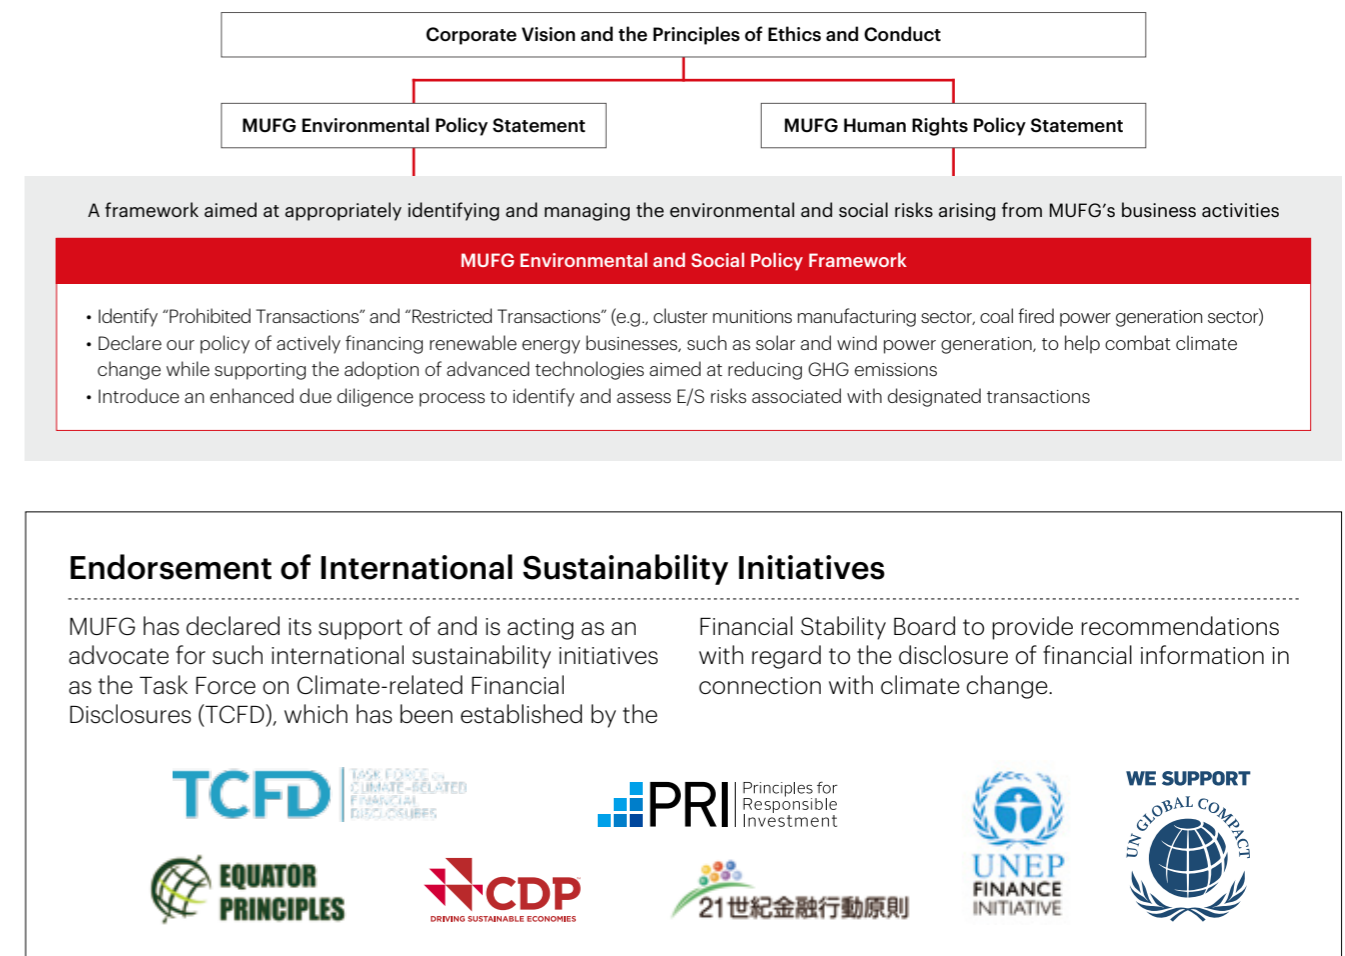 Corporate Vision and the Principles of Ethics and Conduct
MUFG Environmental Policy Statement
MUFG Human Rights Policy Statement
A framework aimed at appropriately identifying and managing the environmental and social risks arising from MUFG’s business activities
MUFG Environmental and Social Policy Framework
• Identify “Prohibited Transactions” and “Restricted Transactions” (e.g., cluster munitions manufacturing sector, coal fired power generation sector)
• Declare our policy of actively financing renewable energy businesses, such as solar and wind power generation, to help combat climate
change while supporting the adoption of advanced technologies aimed at reducing GHG emissions
• Introduce an enhanced due diligence process to identify and assess E/S risks associated with designated transactions
Endorsement of International Sustainability Initiatives
MUFG has declared its support of and is acting as an
advocate for such international sustainability initiatives
as the Task Force on Climate-related Financial
Disclosures (TCFD), which has been established by the
Financial Stability Board to provide recommendations
with regard to the disclosure of financial information in
connection with climate change.
TCFD
TASK FORCE on
CLIMATE-RELATED
FINANCIAL
DISCLOSURES
PRI
Principles for
Responsible
Investment
UNEP
FINANCE
INITIATIVE
WE SUPPORT
UN GLOBAL COMPACT
EQUATOR
PRINCIPLES
CDP
DRIVING SUSTAINABLE ECONOMIES
21世紀金融行動原則